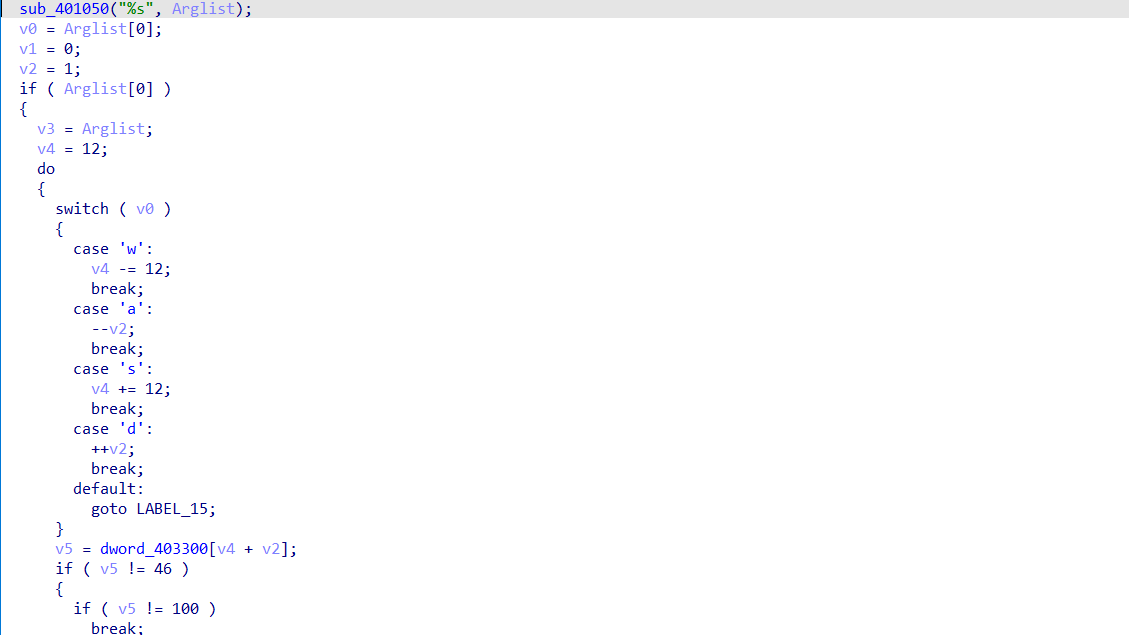 sub_401050("%s", Arglist);
v0 = Arglist[0];
v1 = 0;
v2 = 1;
if ( Arglist[0] )
{
v3 = Arglist;
v4 = 12;
do
{
switch ( v0 )
{
case 'w':
v4 -= 12;
break;
case 'a':
--v2;
break;
case 's':
v4 += 12;
break;
case 'd':
++v2;
break;
default:
goto LABEL_15;
}
v5 = dword_403300[v4 + v2];
if ( v5 != 46 )
{
if ( v5 != 100 )
break;